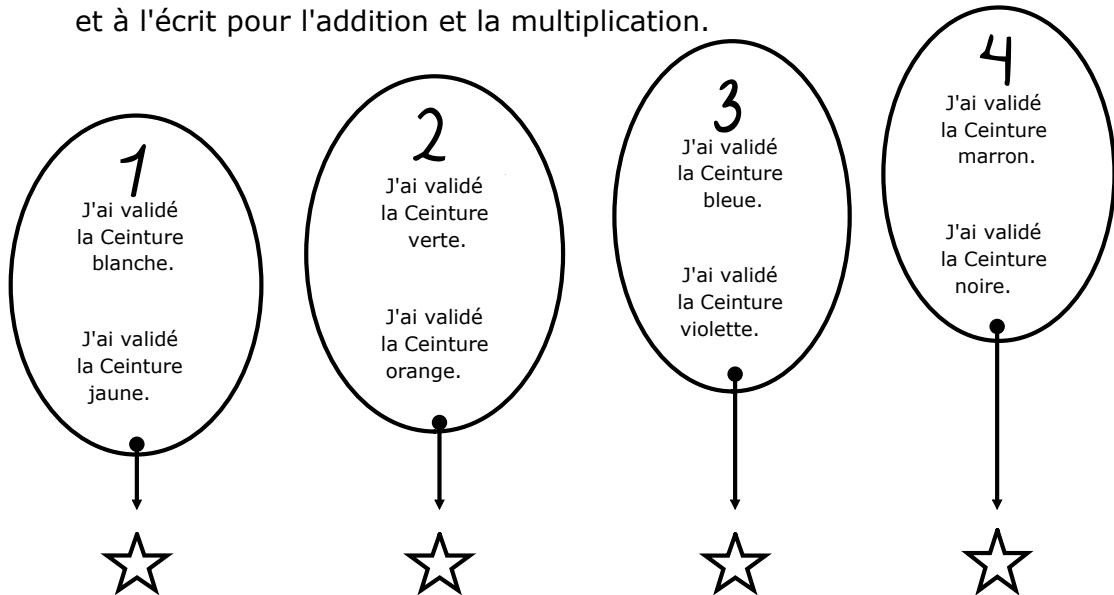 et à l'écrit pour l'addition et la multiplication.
1
J'ai validé
la Ceinture
blanche.
J'ai validé
la Ceinture
jaune.
2
J'ai validé
la Ceinture
verte.
J'ai validé
la Ceinture
orange.
3
J'ai validé
la Ceinture
bleue.
J'ai validé
la Ceinture
violette.
4
J'ai validé
la Ceinture
marron.
J'ai validé
la Ceinture
noire.